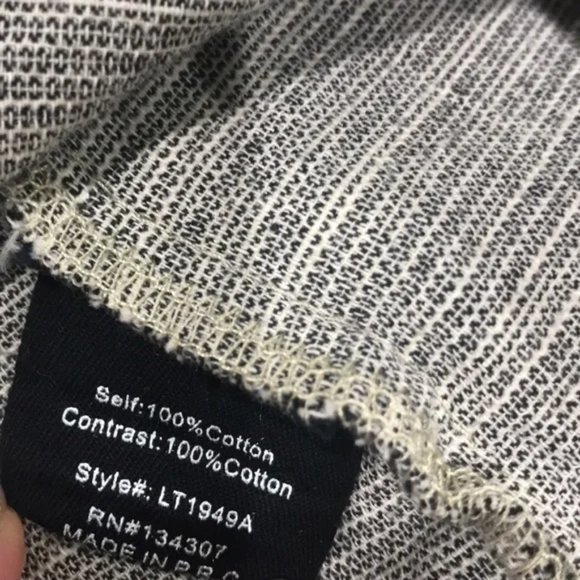 Self:100%Cotton
Contrast:100%Cotton
Style#: LT1949A
RN#134307
MADE IN P.R.C